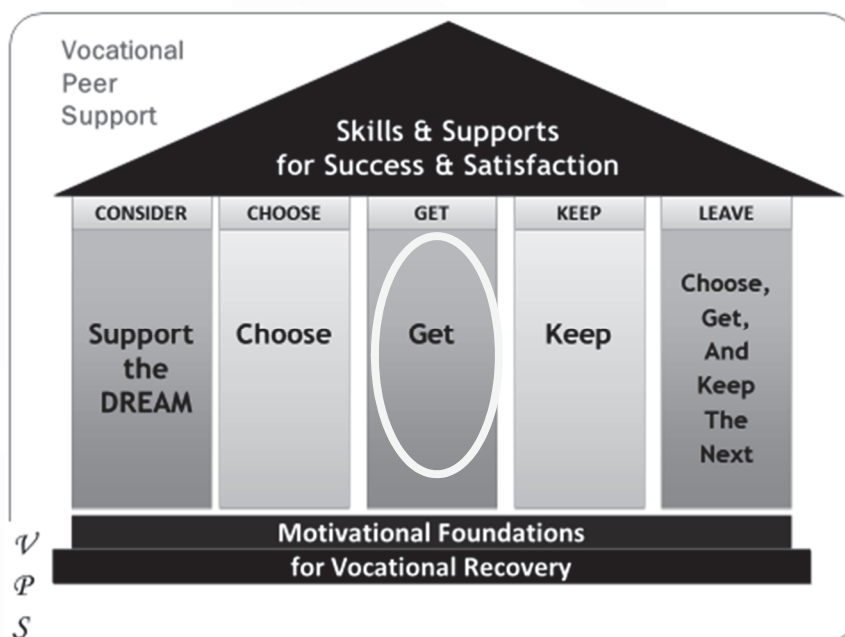 Vocational
Peer
Support
Skills & Supports
for Success & Satisfaction
CONSIDER
CHOOSE
GET
KEEP
LEAVE
Support
the
DREAM
Choose
Get
Keep
Choose,
Get,
And
Keep
The
Next
Motivational Foundations
for Vocational Recovery
V
P
S